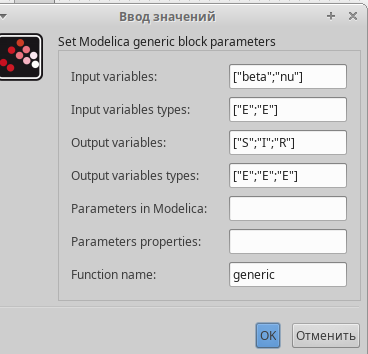 Ввод значений
Set Modelica generic block parameters
Input variables: ["beta";"nu"]
Input variables types: ["E";"E"]
Output variables: ["S";"I";"R"]
Output variables types: ["E";"E";"E"]
Parameters in Modelica:
Parameters properties:
Function name: generic
OK Отменить